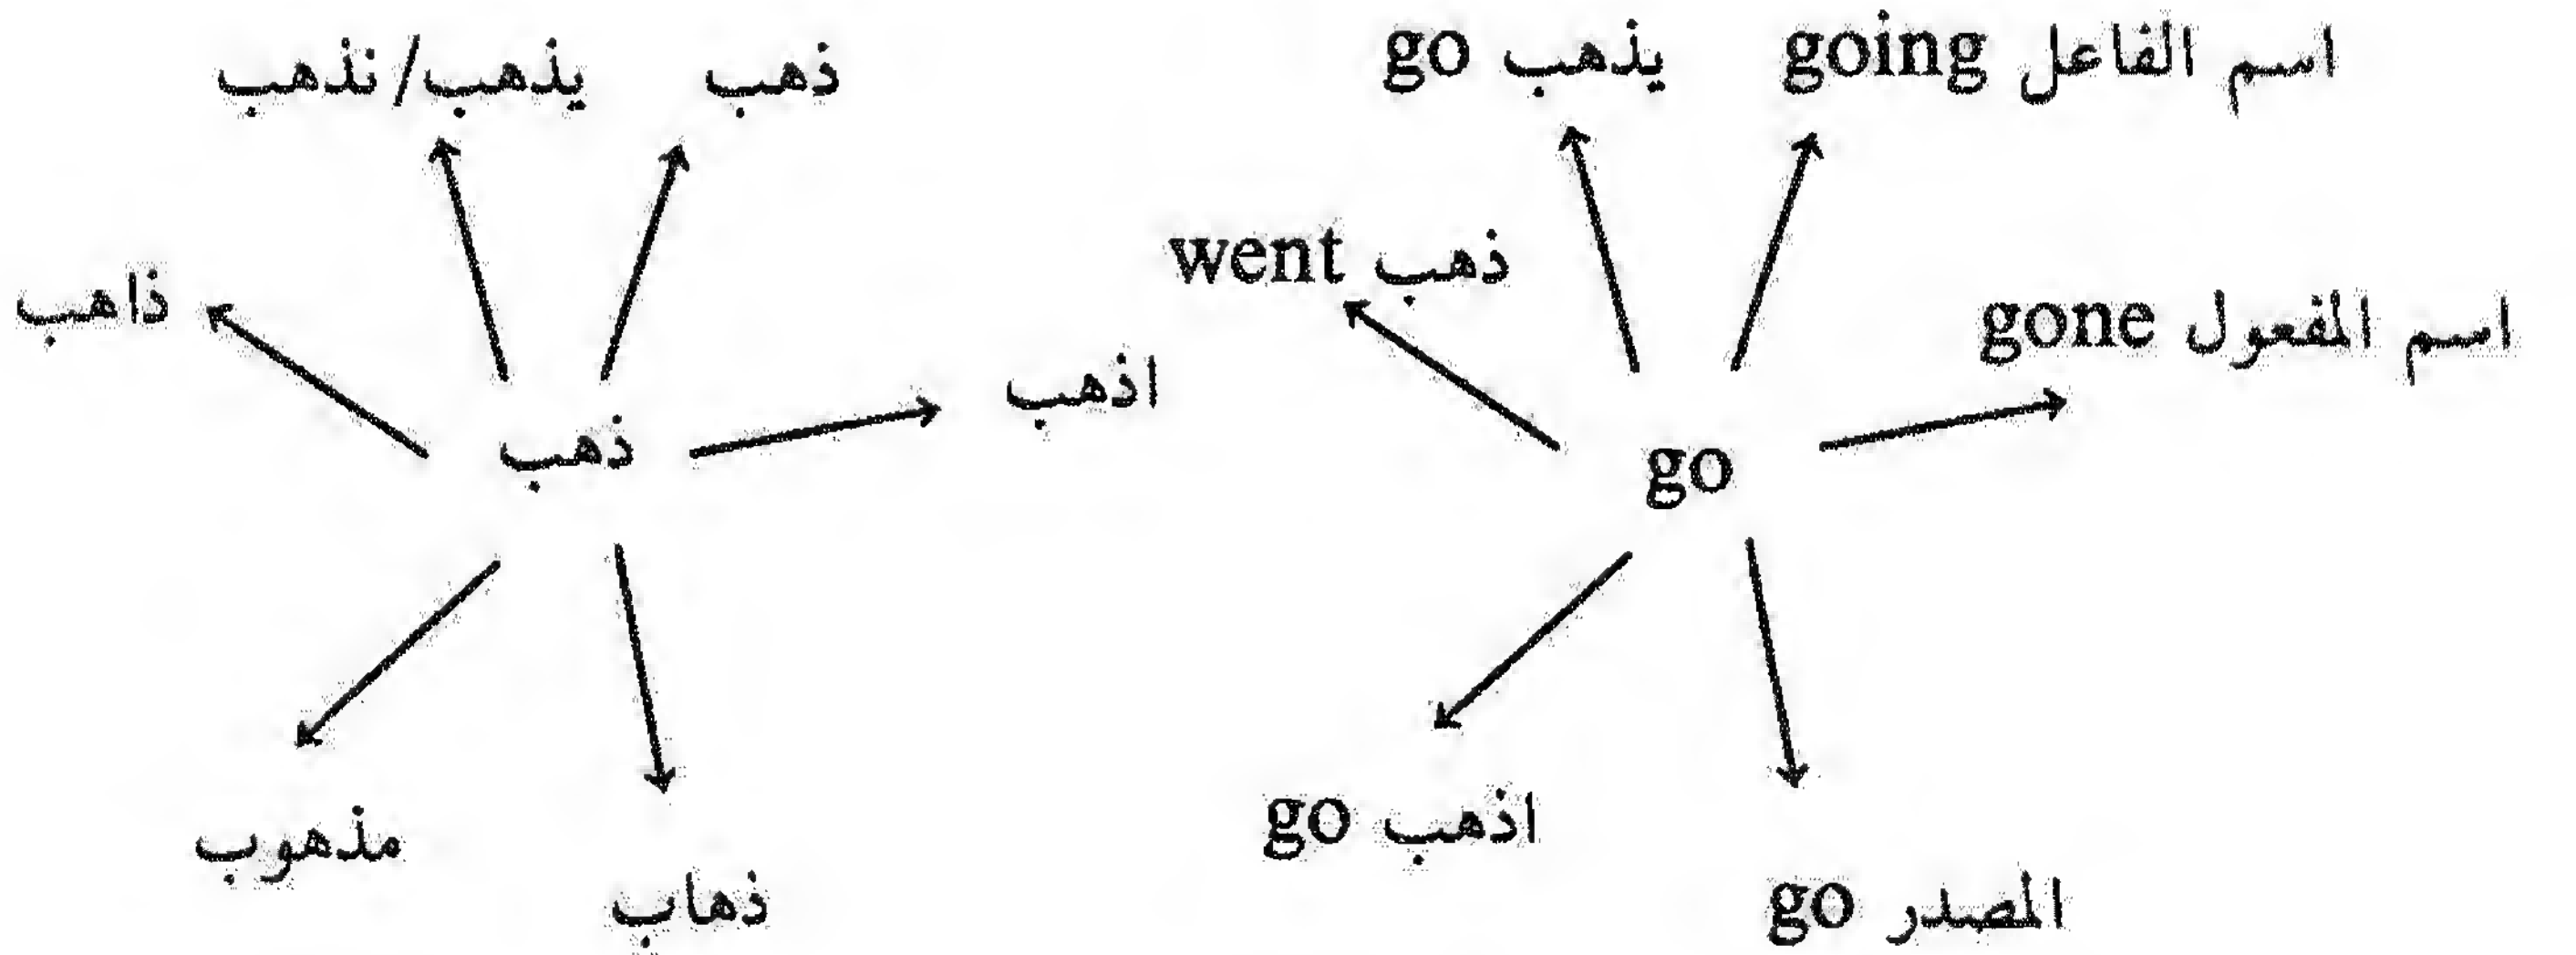 ذهب
يذهب/نذهب
ذاهب
اذهب
ذهب
مذهوب
ذهاب
اسم الفاعل going
يذهب go
ذهب went
اسم المفعول gone
go
اذهب go
المصدر go